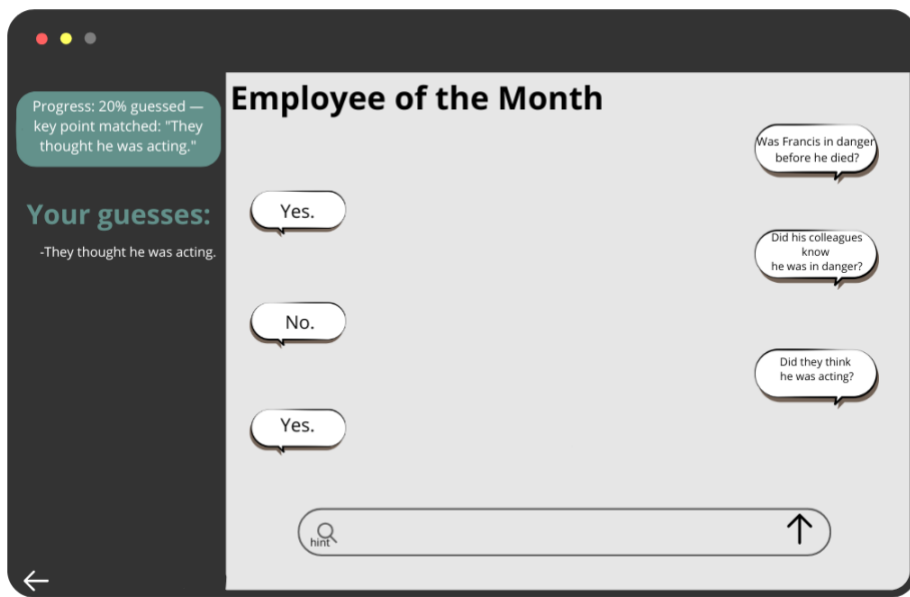 Progress: 20% guessed —
key point matched: "They
thought he was acting."
Your guesses:
-They thought he was acting.
Employee of the Month
Was Francis in danger
before he died?
Yes.
Did his colleagues
know
he was in danger?
No.
Did they think
he was acting?
Yes.
hint